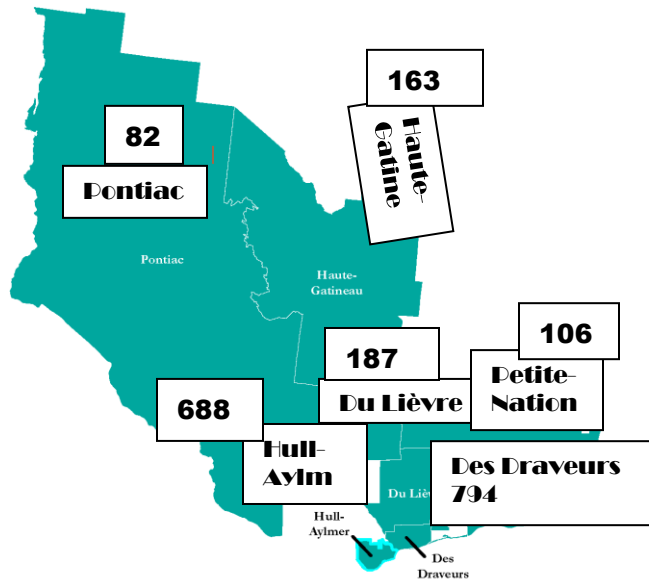 163
Haute-
Gatine
82
Pontiac
Pontiac
Haute-
Gatineau
106
Petite-
Nation
187
Du Lièvre
688
Hull-
Aylm
Des Draveurs
794
Du Liè
Hull-
Aylmer
Des
Draveurs